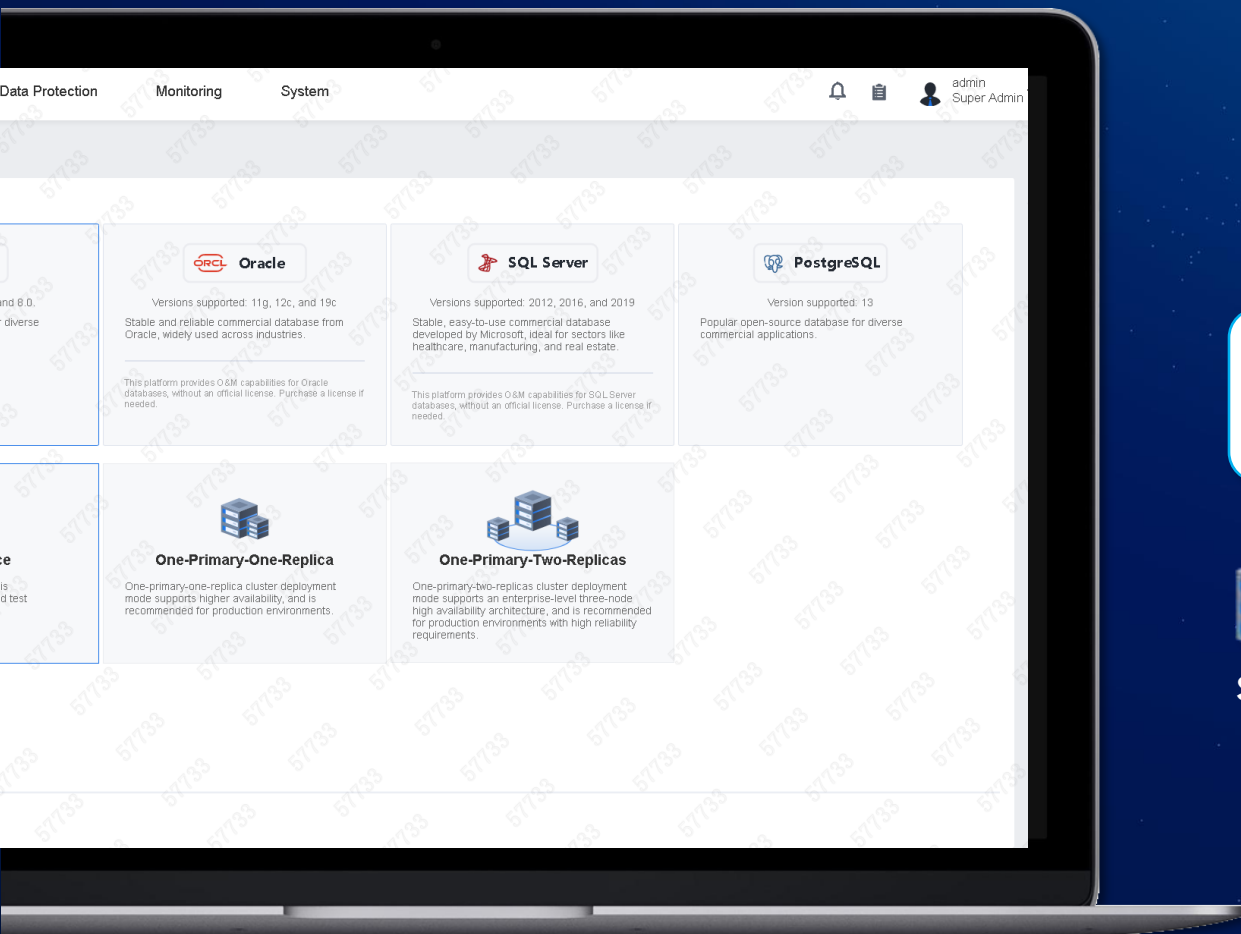 Data Protection
Monitoring
System
admin
Super Admin
and 8.0.
diverse
ORCL Oracle
Versions supported: 11g, 12c, and 19c
Stable and reliable commercial database from
Oracle, widely used across industries.
This platform provides O&M capabilities for Oracle
databases, without an official license. Purchase a license if
needed.
SQL Server
Versions supported: 2012, 2016, and 2019
Stable, easy-to-use commercial database
developed by Microsoft, ideal for sectors like
healthcare, manufacturing, and real estate.
This platform provides O&M capabilities for SQL Server
databases, without an official license. Purchase a license if
needed.
PostgreSQL
Version supported: 13
Popular open-source database for diverse
commercial applications.
is
d test
One-Primary-One-Replica
One-primary-one-replica cluster deployment
mode supports higher availability, and is
recommended for production environments.
One-Primary-Two-Replicas
One-primary-two-replicas cluster deployment
mode supports an enterprise-level three-node
high availability architecture, and is recommended
for production environments with high reliability
requirements.
57733